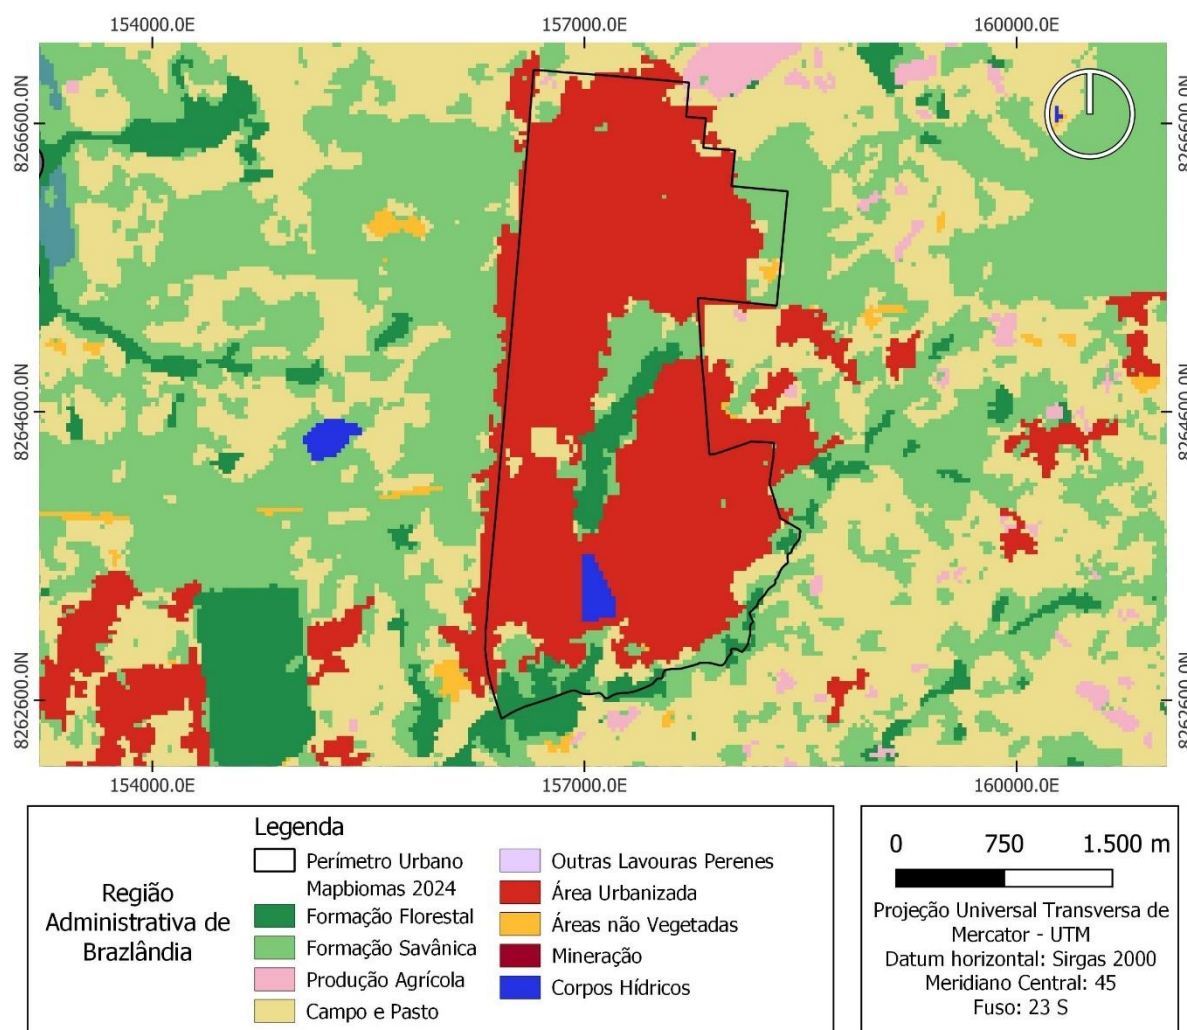 154000.0E
157000.0E
160000.0E
8266600.0N
8266600.0N
8264600.0N
8264600.0N
8262600.0N
8262600.0N
154000.0E
157000.0E
160000.0E
Região
Administrativa de
Brazlândia
Legenda
Perímetro Urbano
Mapbiomas 2024
Formação Florestal
Formação Savânica
Produção Agrícola
Campo e Pasto
Outras Lavouras Perenes
Área Urbanizada
Áreas não Vegetadas
Mineração
Corpos Hídricos
0 750 1.500 m
Projeção Universal Transversa de
Mercator - UTM
Datum horizontal: Sirgas 2000
Meridiano Central: 45
Fuso: 23 S